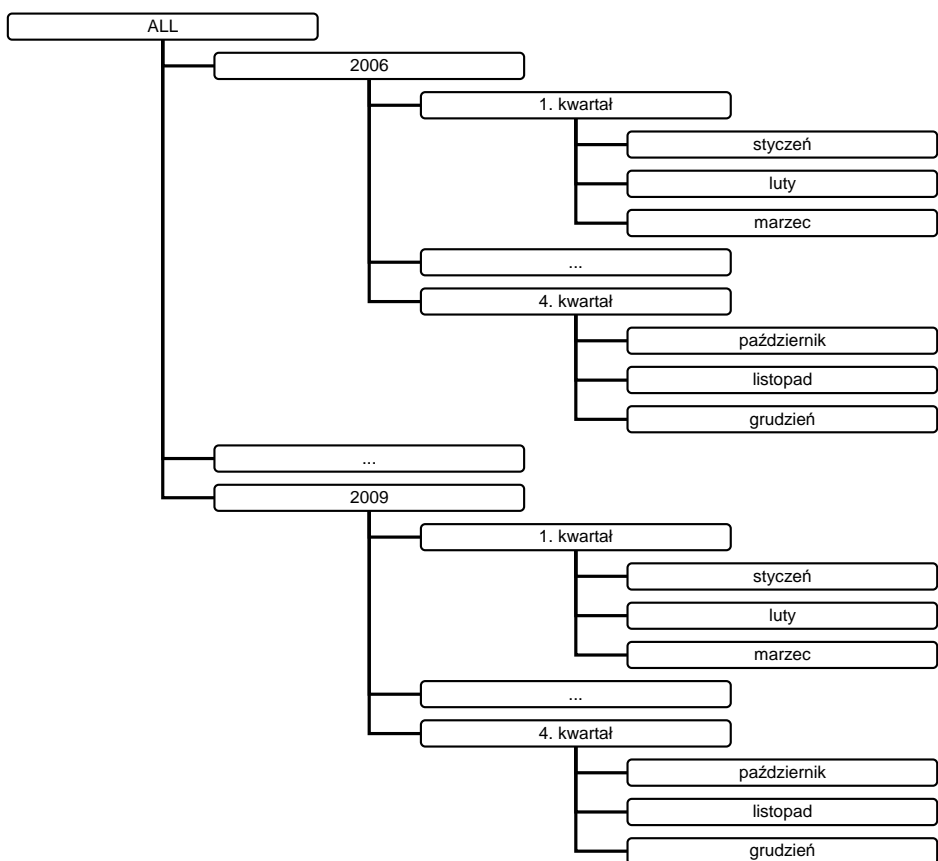 ALL
2006
1. kwartał
styczeń
luty
marzec
...
4. kwartał
październik
listopad
grudzień
...
2009
1. kwartał
styczeń
luty
marzec
...
4. kwartał
październik
listopad
grudzień